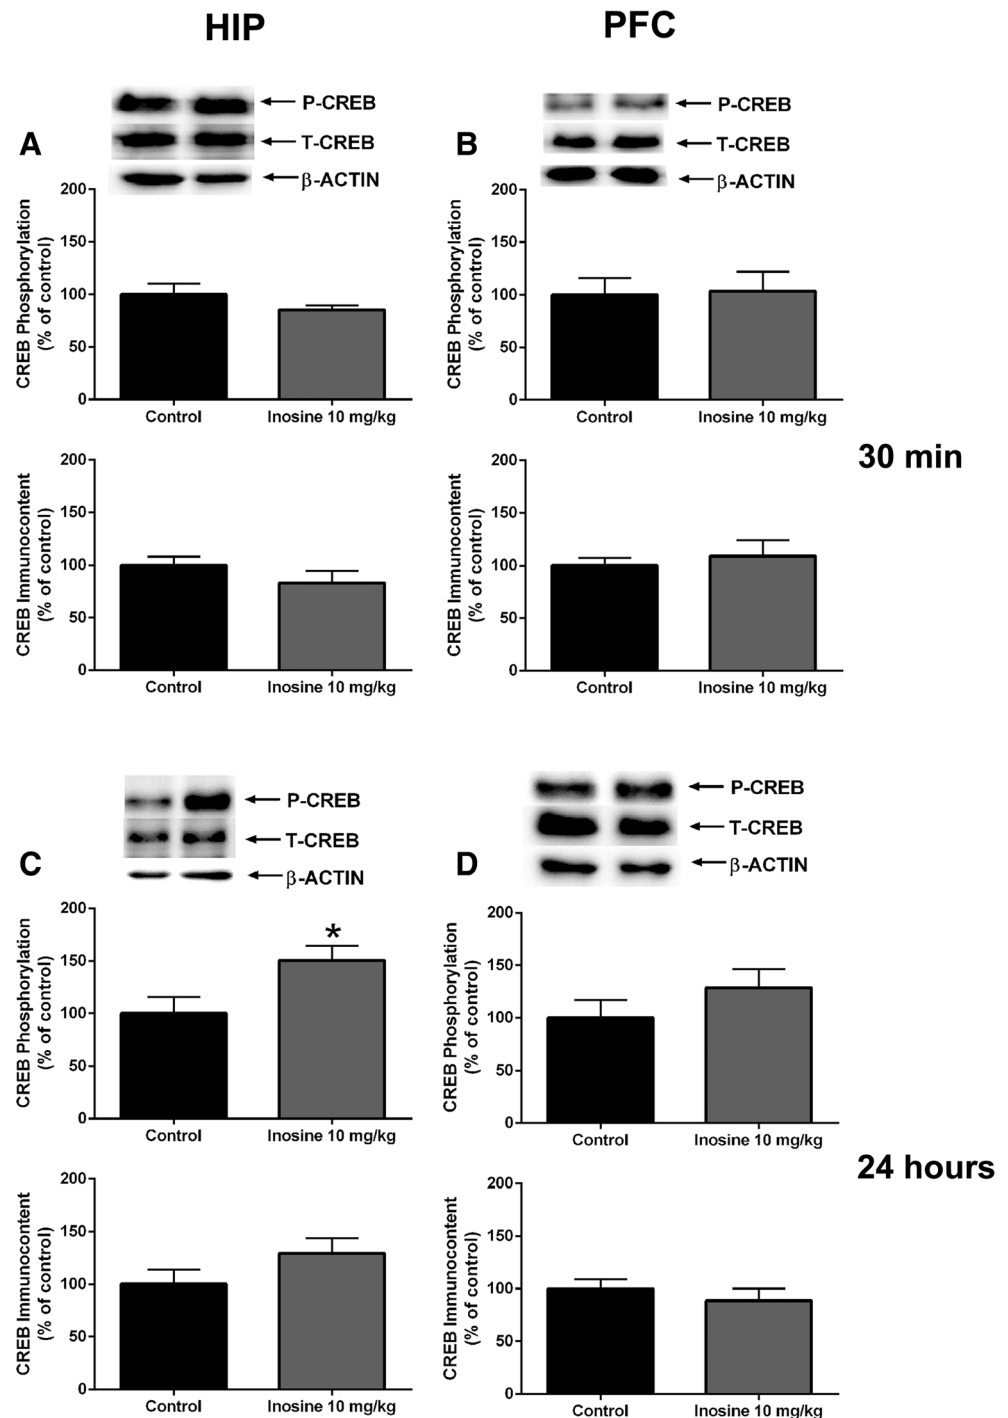 HIP
PFC
A
P-CREB
T-CREB
β-ACTIN
CREB Phosphorylation
(% of control)
200
150
100
50
0
Control
Inosine 10 mg/kg
CREB Immunocontent
(% of control)
200
150
100
50
0
Control
Inosine 10 mg/kg
B
P-CREB
T-CREB
β-ACTIN
CREB Phosphorylation
(% of control)
200
150
100
50
0
Control
Inosine 10 mg/kg
CREB Immunocontent
(% of control)
200
150
100
50
0
Control
Inosine 10 mg/kg
30 min
C
P-CREB
T-CREB
β-ACTIN
CREB Phosphorylation
(% of control)
200
150
100
50
0
*
Control
Inosine 10 mg/kg
CREB Immunocontent
(% of control)
200
150
100
50
0
Control
Inosine 10 mg/kg
D
P-CREB
T-CREB
β-ACTIN
CREB Phosphorylation
(% of control)
200
150
100
50
0
Control
Inosine 10 mg/kg
CREB Immunocontent
(% of control)
200
150
100
50
0
Control
Inosine 10 mg/kg
24 hours